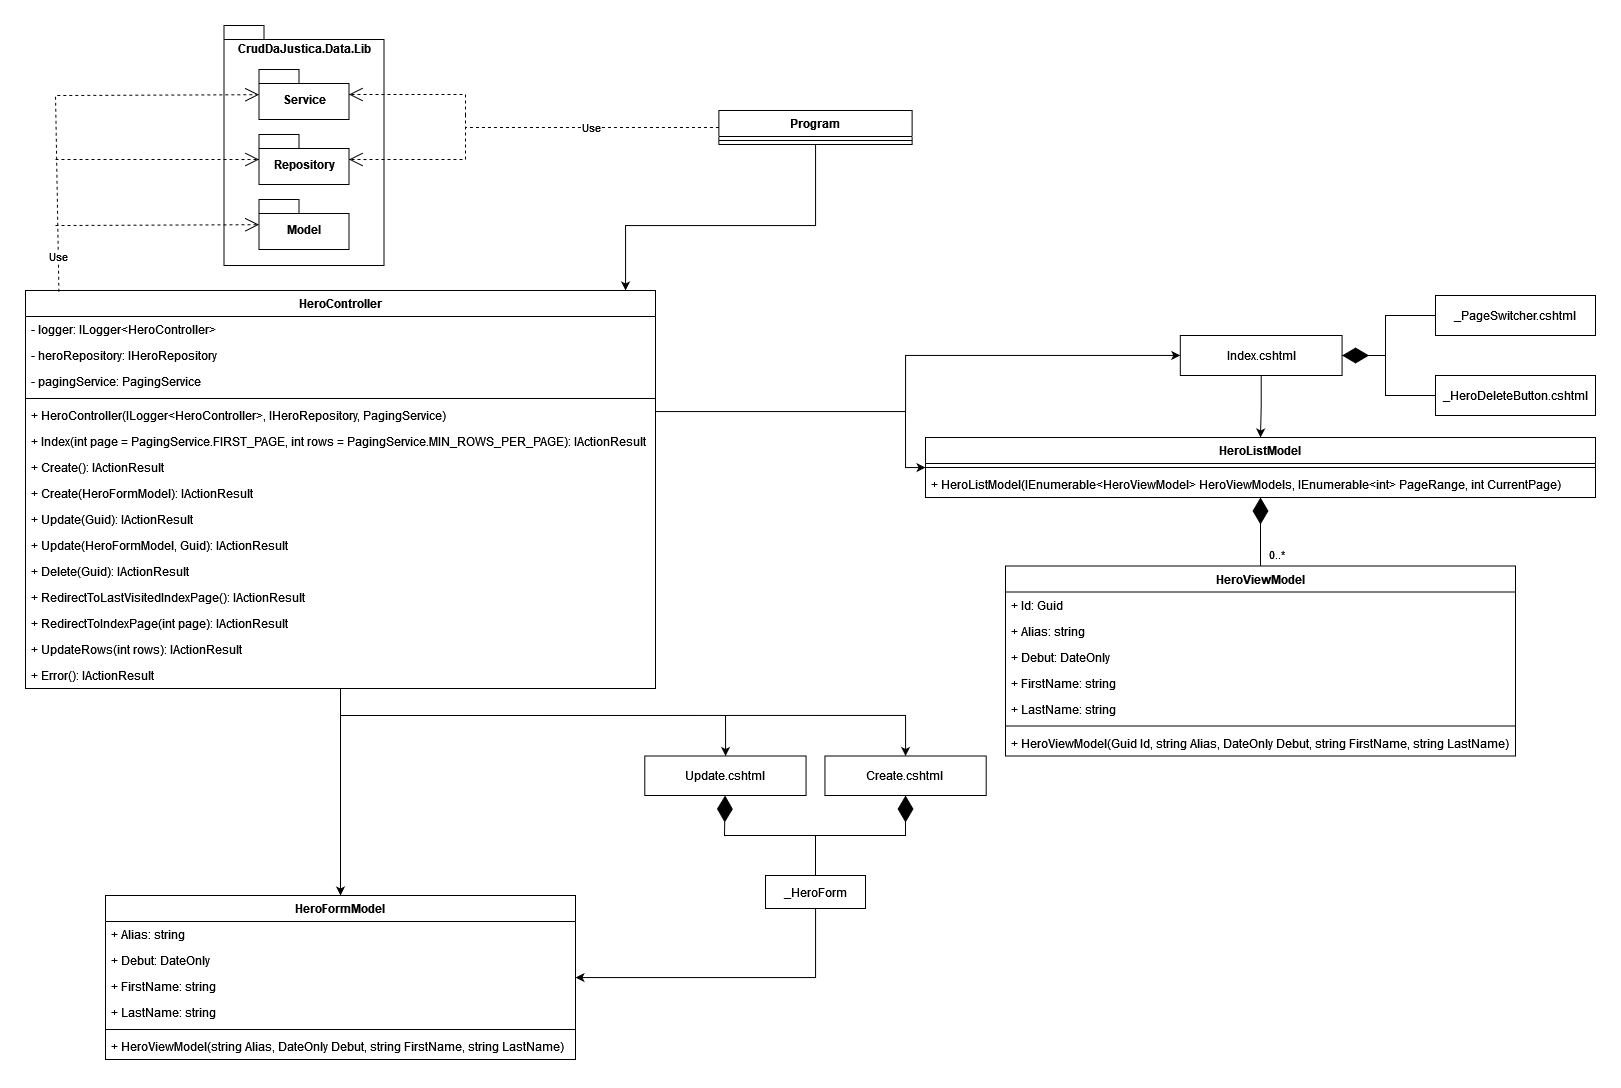 CrudDaJustica.Data.Lib
Service
Repository
Model
Use
Program
Use
HeroController
- logger: ILogger<HeroController>
- heroRepository: IHeroRepository
- pagingService: PagingService
+ HeroController(ILogger<HeroController>, IHeroRepository, PagingService)
+ Index(int page = PagingService.FIRST_PAGE, int rows = PagingService.MIN_ROWS_PER_PAGE): IActionResult
+ Create(): IActionResult
+ Create(HeroFormModel): IActionResult
+ Update(Guid): IActionResult
+ Update(HeroFormModel, Guid): IActionResult
+ Delete(Guid): IActionResult
+ RedirectToLastVisitedIndexPage(): IActionResult
+ RedirectToIndexPage(int page): IActionResult
+ UpdateRows(int rows): IActionResult
+ Error(): IActionResult
Index.cshtml
_PageSwitcher.cshtml
_HeroDeleteButton.cshtml
HeroListModel
+ HeroListModel(IEnumerable<HeroViewModel> HeroViewModels, IEnumerable<int> PageRange, int CurrentPage)
0..*
HeroViewModel
+ Id: Guid
+ Alias: string
+ Debut: DateOnly
+ FirstName: string
+ LastName: string
+ HeroViewModel(Guid Id, string Alias, DateOnly Debut, string FirstName, string LastName)
Update.cshtml
Create.cshtml
_HeroForm
HeroFormModel
+ Alias: string
+ Debut: DateOnly
+ FirstName: string
+ LastName: string
+ HeroViewModel(string Alias, DateOnly Debut, string FirstName, string LastName)